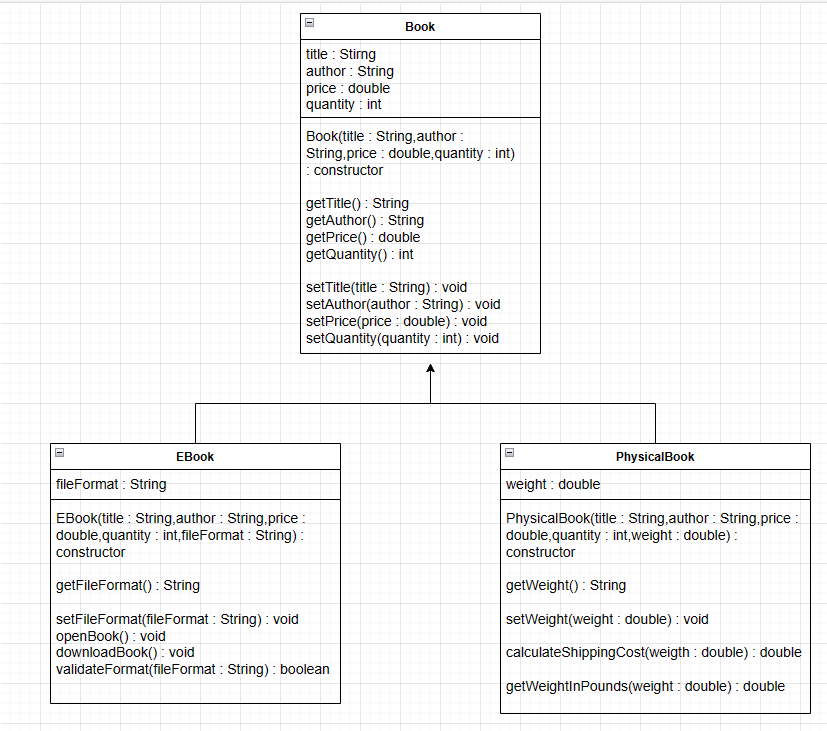 Book
title : Stirng
author : String
price : double
quantity : int
Book(title : String,author :
String,price : double,quantity : int)
: constructor
getTitle() : String
getAuthor() : String
getPrice() : double
getQuantity() : int
setTitle(title : String) : void
setAuthor(author : String) : void
setPrice(price : double) : void
setQuantity(quantity : int) : void
EBook
fileFormat : String
EBook(title : String,author : String,price :
double,quantity : int,fileFormat : String) :
constructor
getFileFormat() : String
setFileFormat(fileFormat : String) : void
openBook() : void
downloadBook() : void
validateFormat(fileFormat : String) : boolean
PhysicalBook
weight : double
PhysicalBook(title : String,author : String,price :
double,quantity : int,weight : double) :
constructor
getWeight() : String
setWeight(weight : double) : void
calculateShippingCost(weigth : double) : double
getWeightInPounds(weight : double) : double